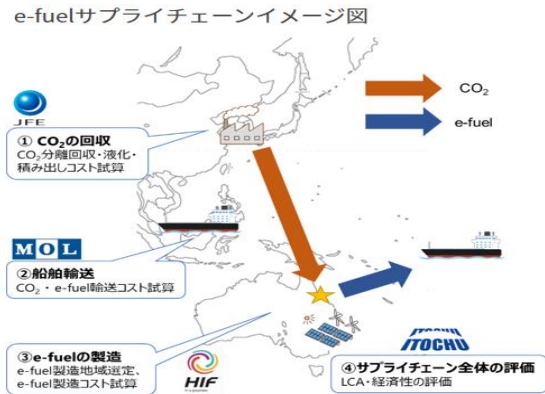 e-fuelサプライチェーンイメージ図
CO₂
e-fuel
JFE
① CO₂の回収
CO₂分離回収・液化・
積み出しコスト試算
MOL
②船舶輸送
CO₂・e-fuel輸送コスト試算
③e-fuelの製造
e-fuel製造地域選定、
e-fuel製造コスト試算
HIF
ITOCHU
ITOCHU
④サプライチェーン全体の評価
LCA・経済性の評価